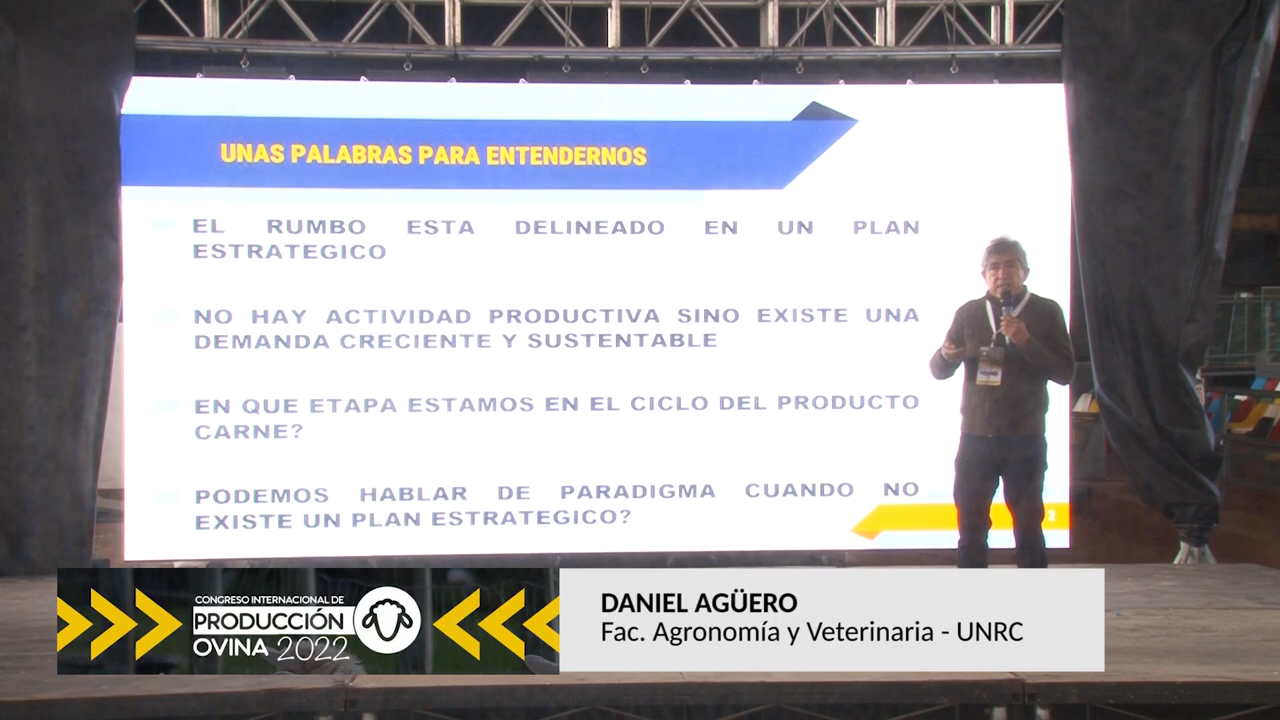 UNAS PALABRAS PARA ENTENDERNOS
EL RUMBO ESTA DELINEADO EN UN PLAN
ESTRATEGICO
NO HAY ACTIVIDAD PRODUCTIVA SINO EXISTE UNA
DEMANDA CRECIENTE Y SUSTENTABLE
EN QUE ETAPA ESTAMOS EN EL CICLO DEL PRODUCTO
CARNE?
PODEMOS HABLAR DE PARADIGMA CUANDO NO
EXISTE UN PLAN ESTRATEGICO?
2
CONGRESO INTERNACIONAL DE
PRODUCCIÓN
OVINA 2022
DANIEL AGÜERO
Fac. Agronomía y Veterinaria - UNRC